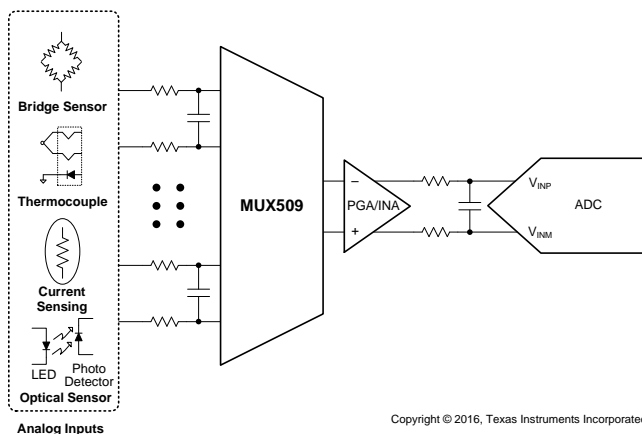 Bridge Sensor
Thermocouple
Current
Sensing
LED
Photo
Detector
Optical Sensor
Analog Inputs
MUX509
–
PGA/INA
+
VINP
VINM
ADC
Copyright © 2016, Texas Instruments Incorporated